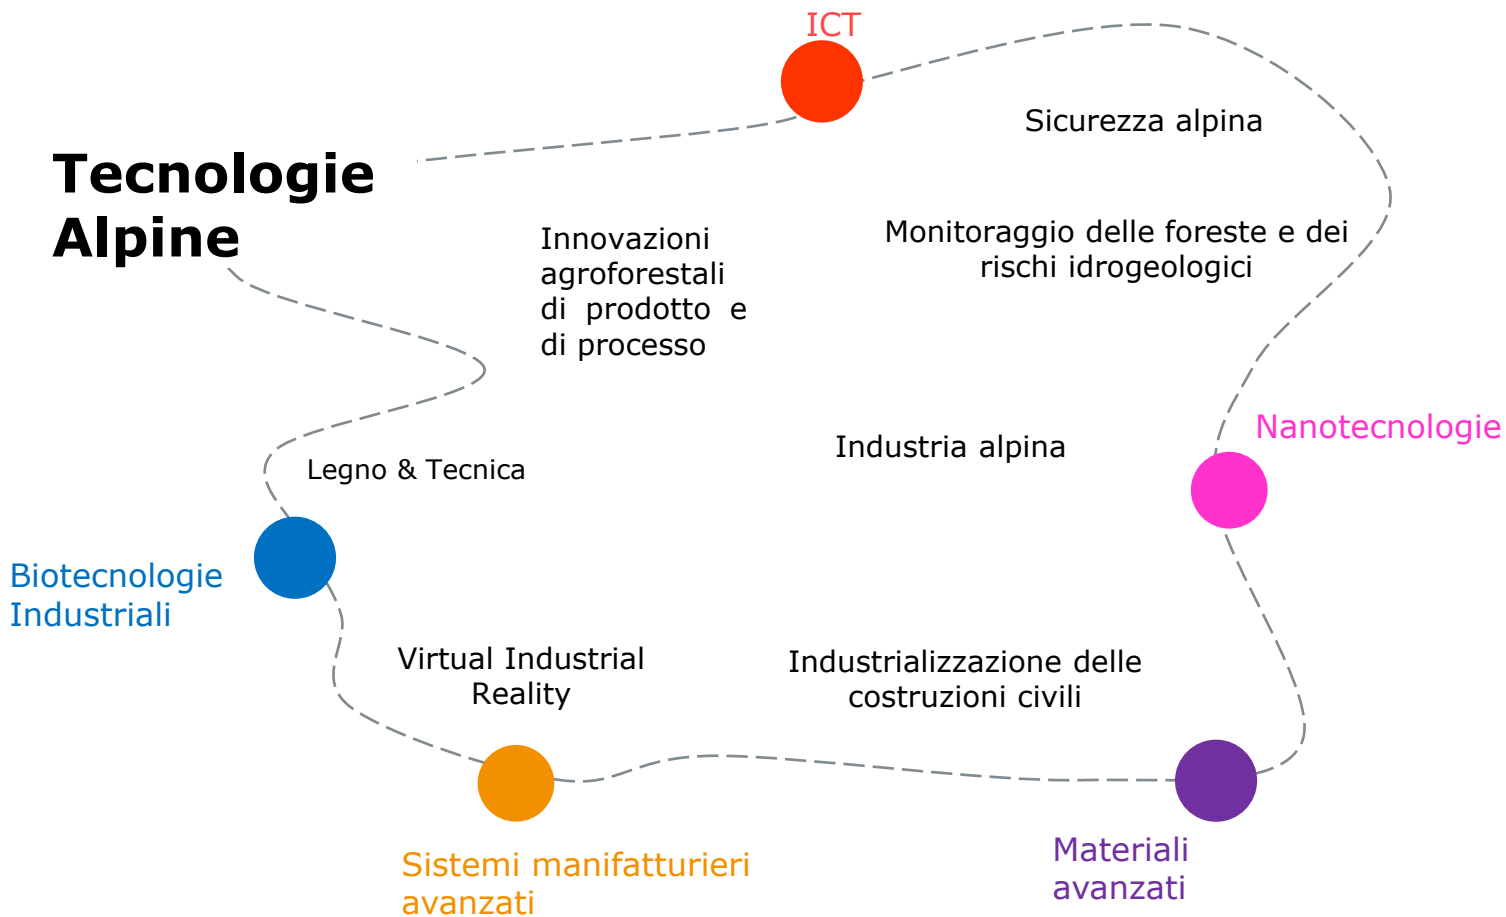 ICT
Sicurezza alpina
Tecnologie
Alpine
Innovazioni
agroforestali
di prodotto e
di processo
Monitoraggio delle foreste e dei
rischi idrogeologici
Nanotecnologie
Industria alpina
Legno & Tecnica
Biotecnologie
Industriali
Virtual Industrial
Reality
Industrializzazione delle
costruzioni civili
Sistemi manifatturieri
avanzati
Materiali
avanzati